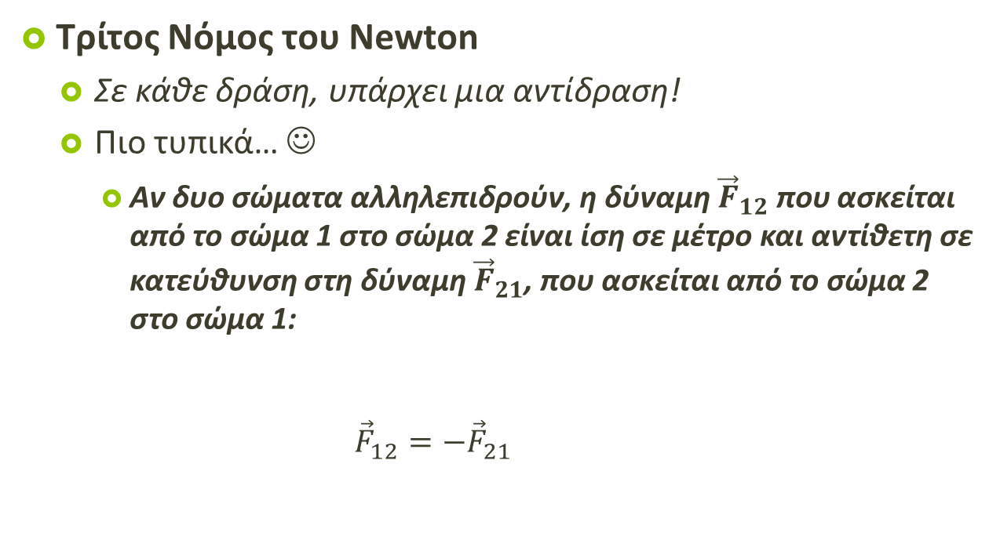 Τρίτος Νόμος του Newton
Σε κάθε δράση, υπάρχει μια αντίδραση!
Πιο τυπικά… ☺
Αν δυο σώματα αλληλεπιδρούν, η δύναμη $\vec{F}_{12}$ που ασκείται
από το σώμα 1 στο σώμα 2 είναι ίση σε μέτρο και αντίθετη σε
κατεύθυνση στη δύναμη $\vec{F}_{21}$, που ασκείται από το σώμα 2
στο σώμα 1:
$\vec{F}_{12} = -\vec{F}_{21}$